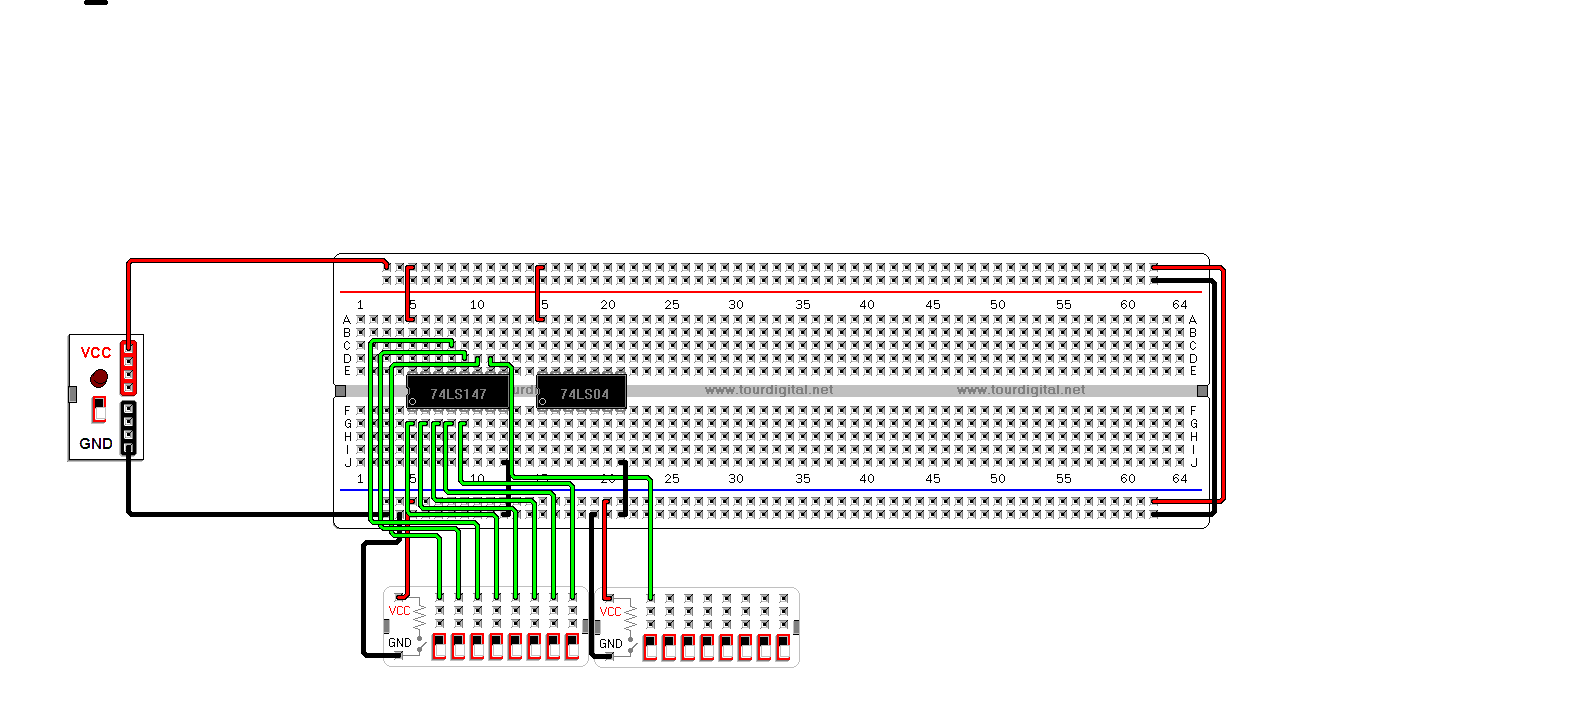 1 5 10 5 20 25 30 35 40 45 50 55 60 64
A A
B B
C C
D D
E E
VCC
74LS147 urd 74LS04 www.tourdigital.net www.tourdigital.net
GND
F F
G G
H H
I I
J J
1 5 15 20 25 30 35 40 45 50 55 60 64
VCC VCC
GND GND